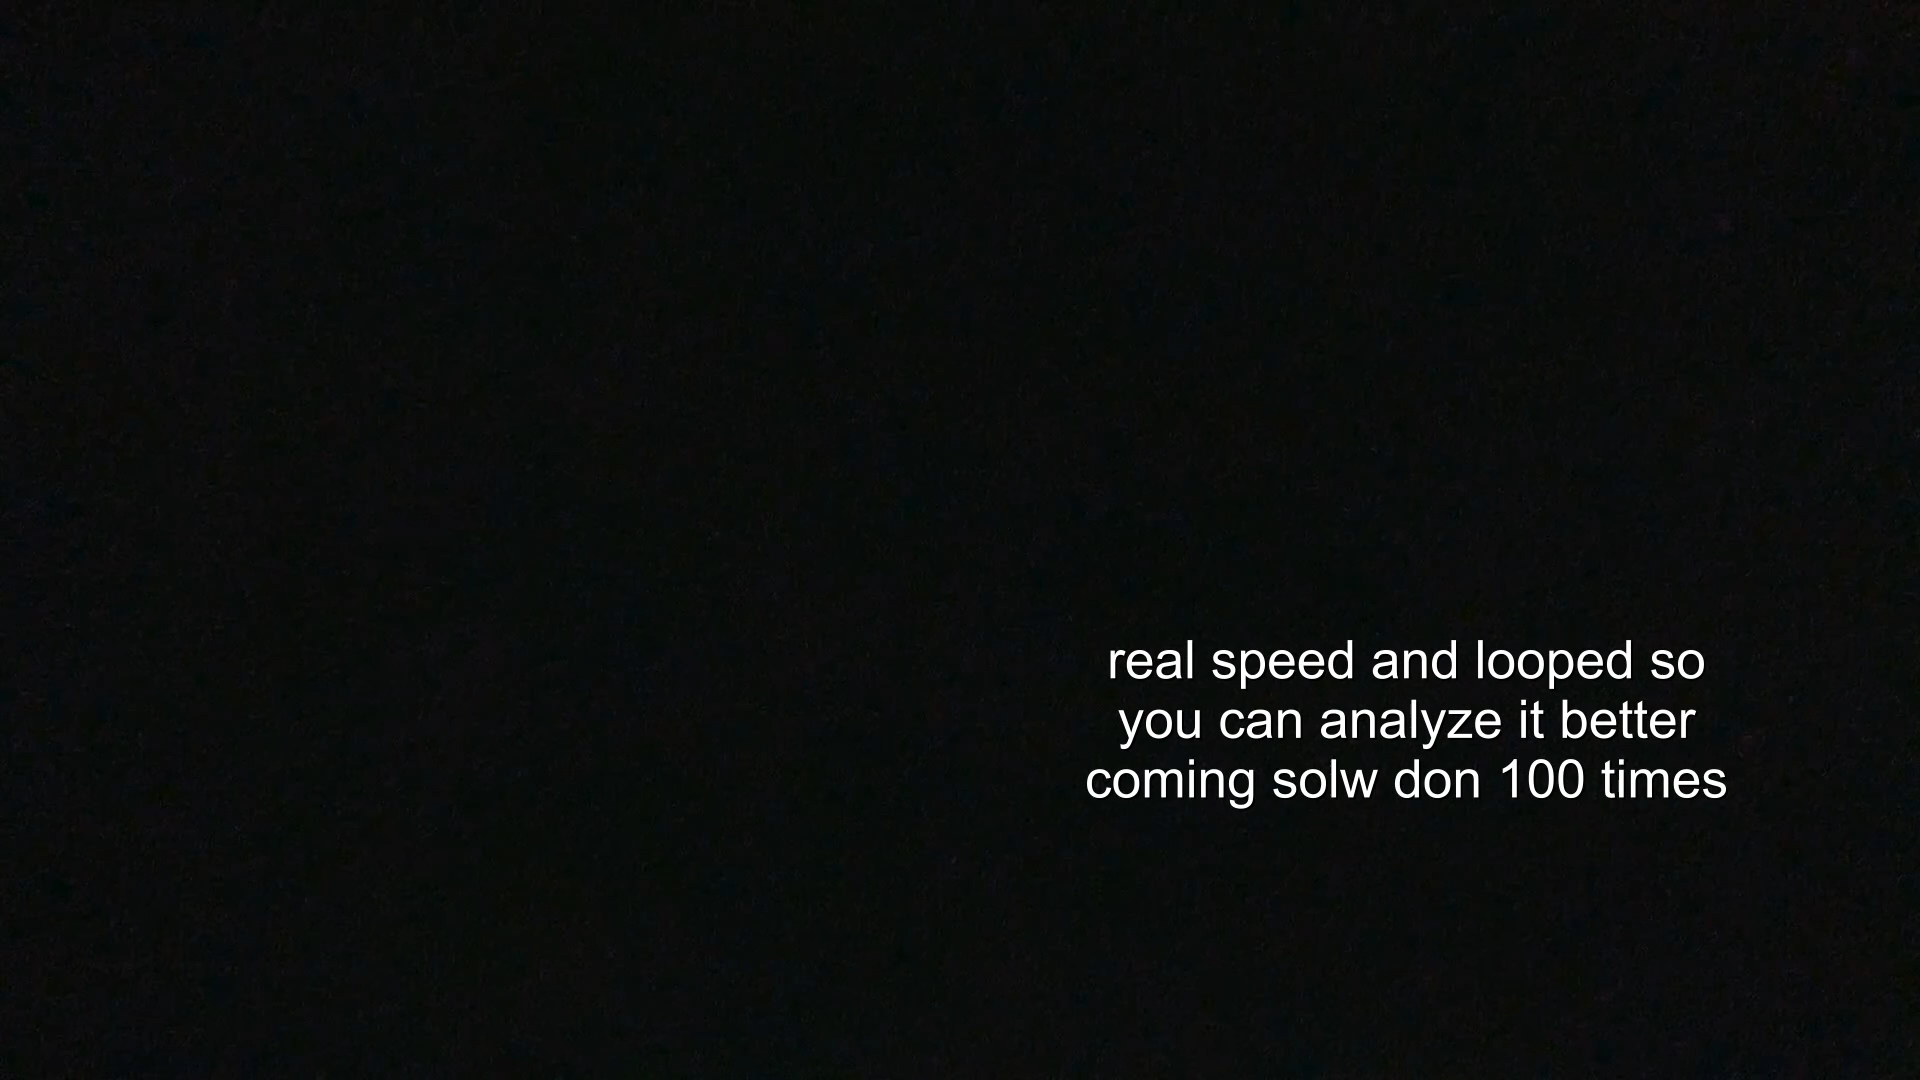 real speed and looped so
you can analyze it better
coming solw don 100 times